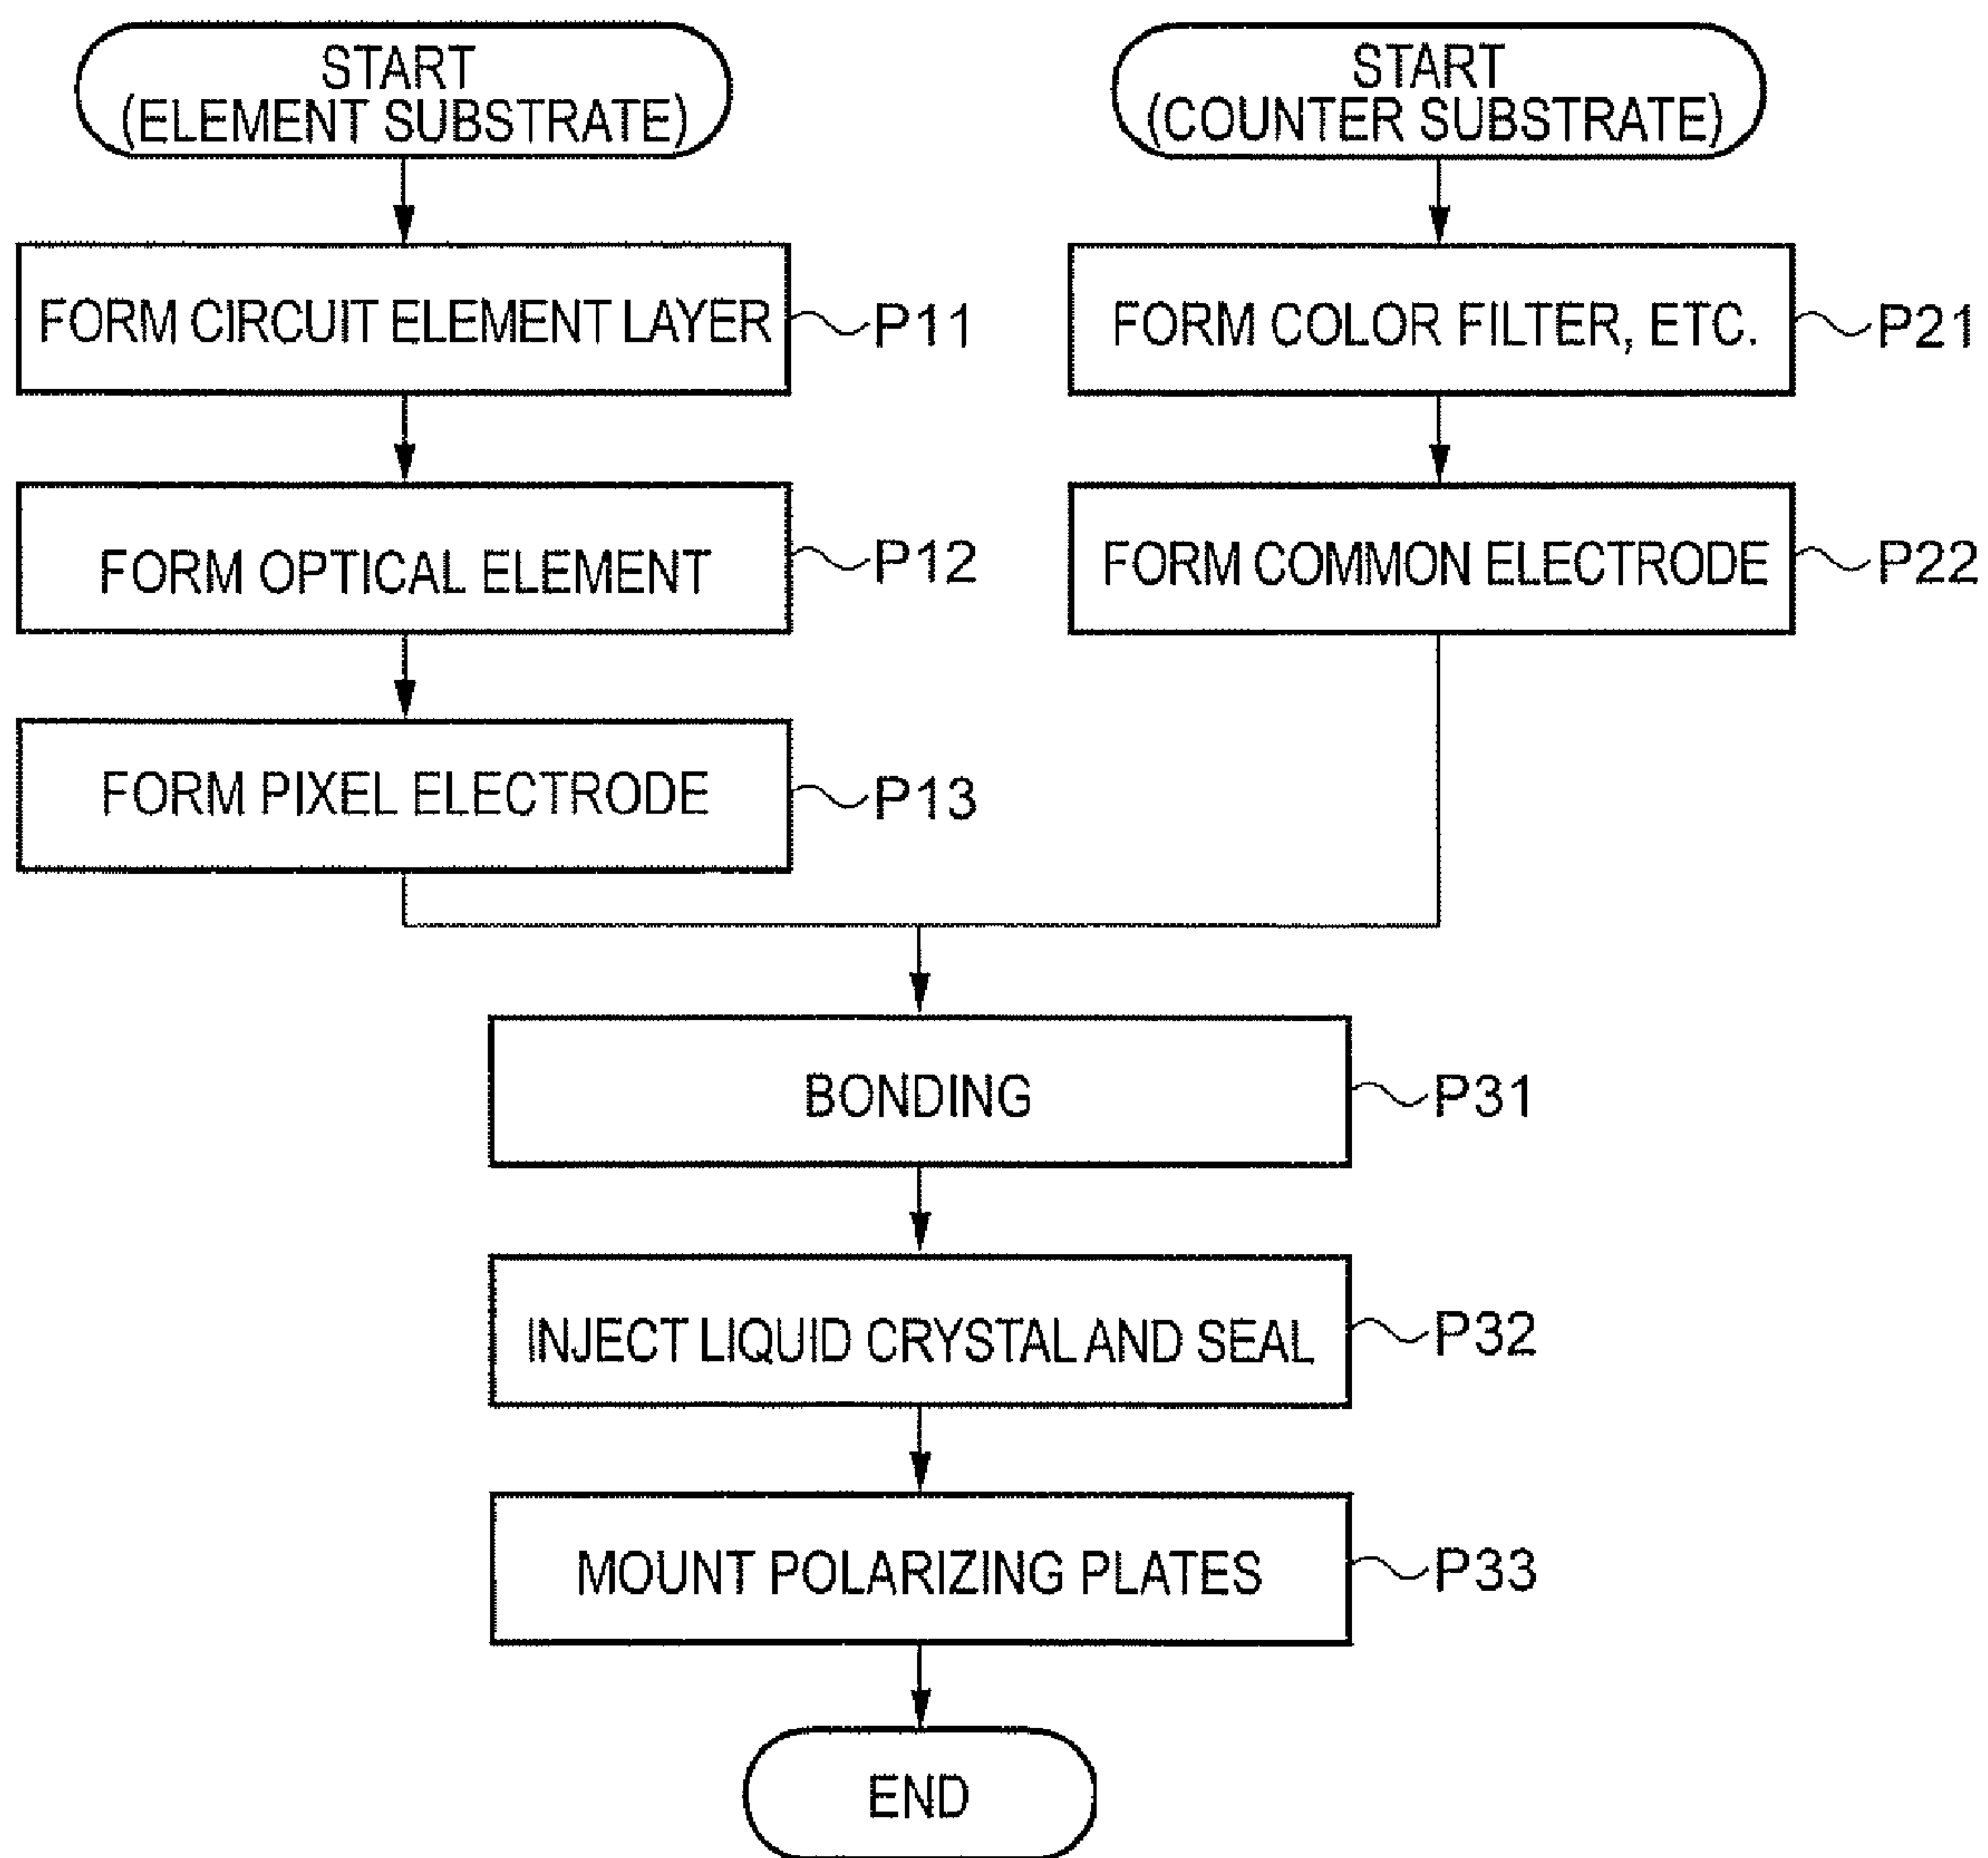 START
(ELEMENT SUBSTRATE)
FORM CIRCUIT ELEMENT LAYER
P11
FORM OPTICAL ELEMENT
P12
FORM PIXEL ELECTRODE
P13
START
(COUNTER SUBSTRATE)
FORM COLOR FILTER, ETC.
P21
FORM COMMON ELECTRODE
P22
BONDING
P31
INJECT LIQUID CRYSTAL AND SEAL
P32
MOUNT POLARIZING PLATES
P33
END